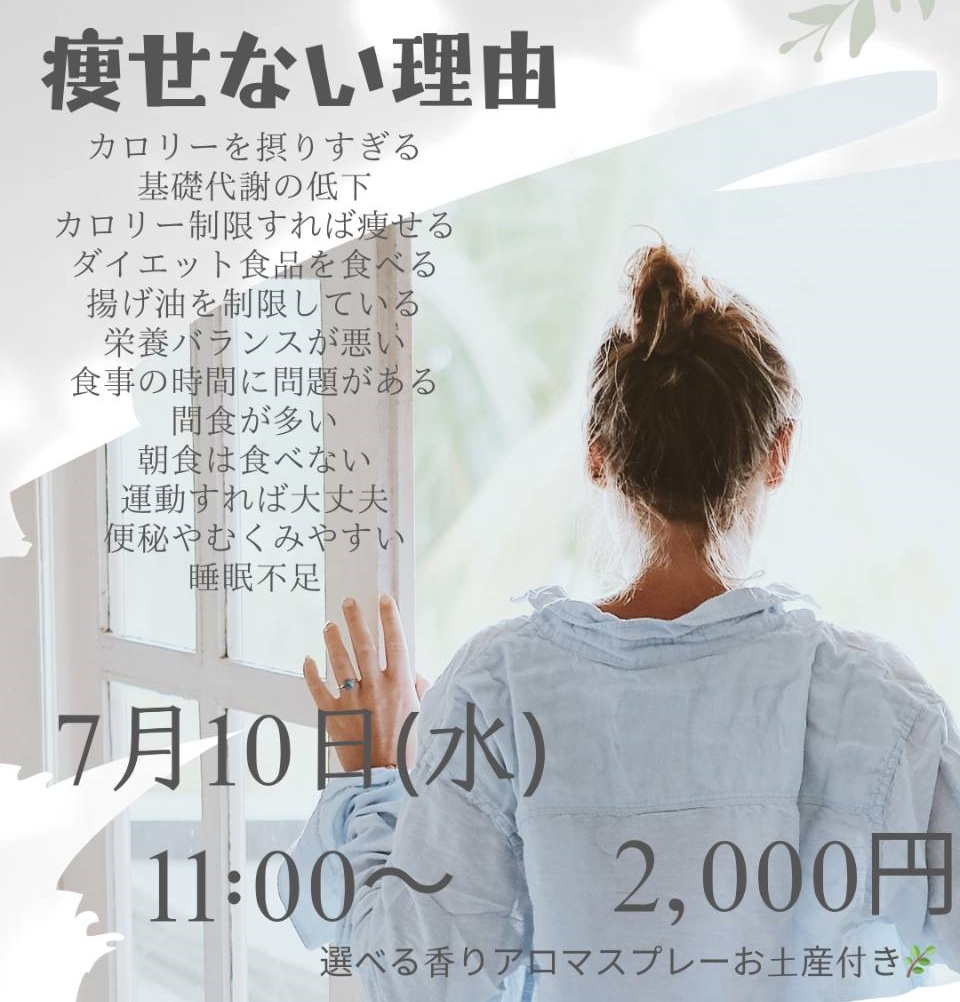 痩せない理由
カロリーを摂りすぎる
基礎代謝の低下
カロリー制限すれば痩せる
ダイエット食品を食べる
揚げ油を制限している
栄養バランスが悪い
食事の時間に問題がある
間食が多い
朝食は食べない
運動すれば大丈夫
便秘やむくみやすい
睡眠不足
7月10日(水)
11:00～ 2,000円
選べる香りアロマスプレーお土産付き🌿